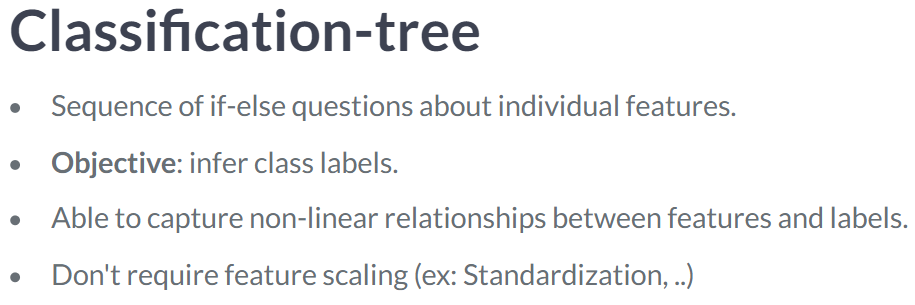 Classification-tree
• Sequence of if-else questions about individual features.
• Objective: infer class labels.
• Able to capture non-linear relationships between features and labels.
• Don't require feature scaling (ex: Standardization, ..)